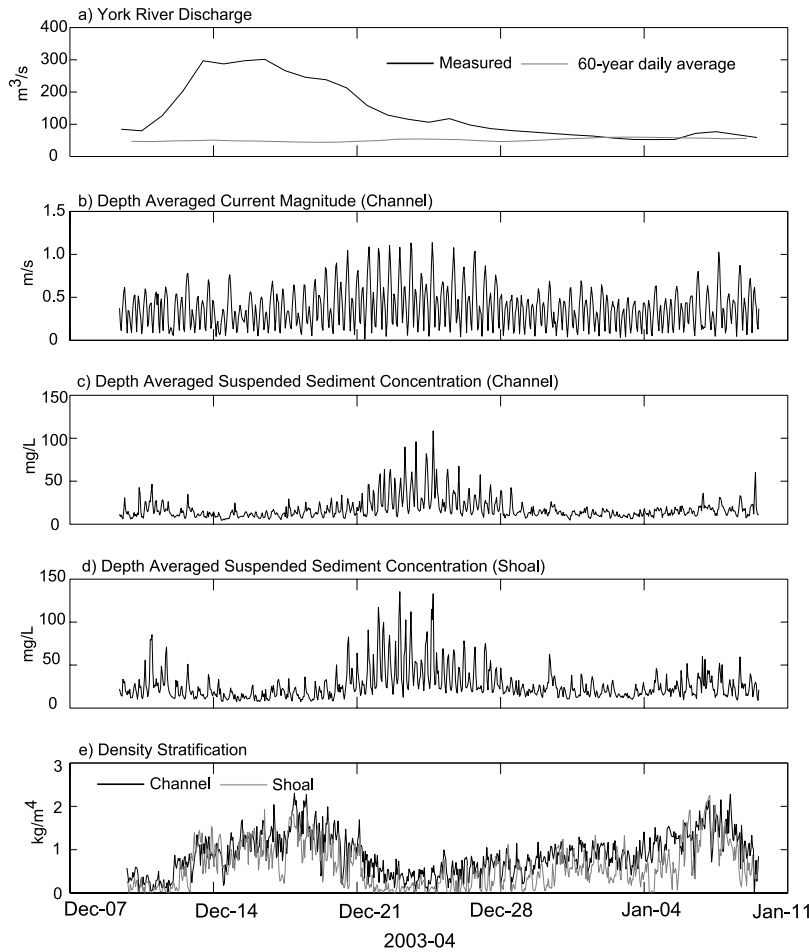 a) York River Discharge
400
300
200
100
0
m³/s
Measured
60-year daily average
b) Depth Averaged Current Magnitude (Channel)
1.5
1.0
0.5
0
m/s
c) Depth Averaged Suspended Sediment Concentration (Channel)
150
100
50
0
mg/L
d) Depth Averaged Suspended Sediment Concentration (Shoal)
150
100
50
0
mg/L
e) Density Stratification
3
2
1
0
kg/m⁴
Channel
Shoal
Dec-07 Dec-14 Dec-21 Dec-28 Jan-04 Jan-11
2003-04